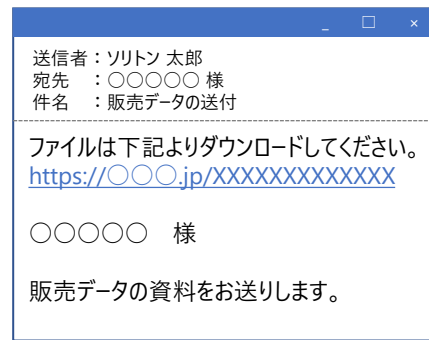 送信者：ソリトン 太郎
宛先　：○○○○○ 様
件名　：販売データの送付
ファイルは下記よりダウンロードしてください。
https://○○○.jp/XXXXXXXXXXXXX
○○○○○　様
販売データの資料をお送りします。